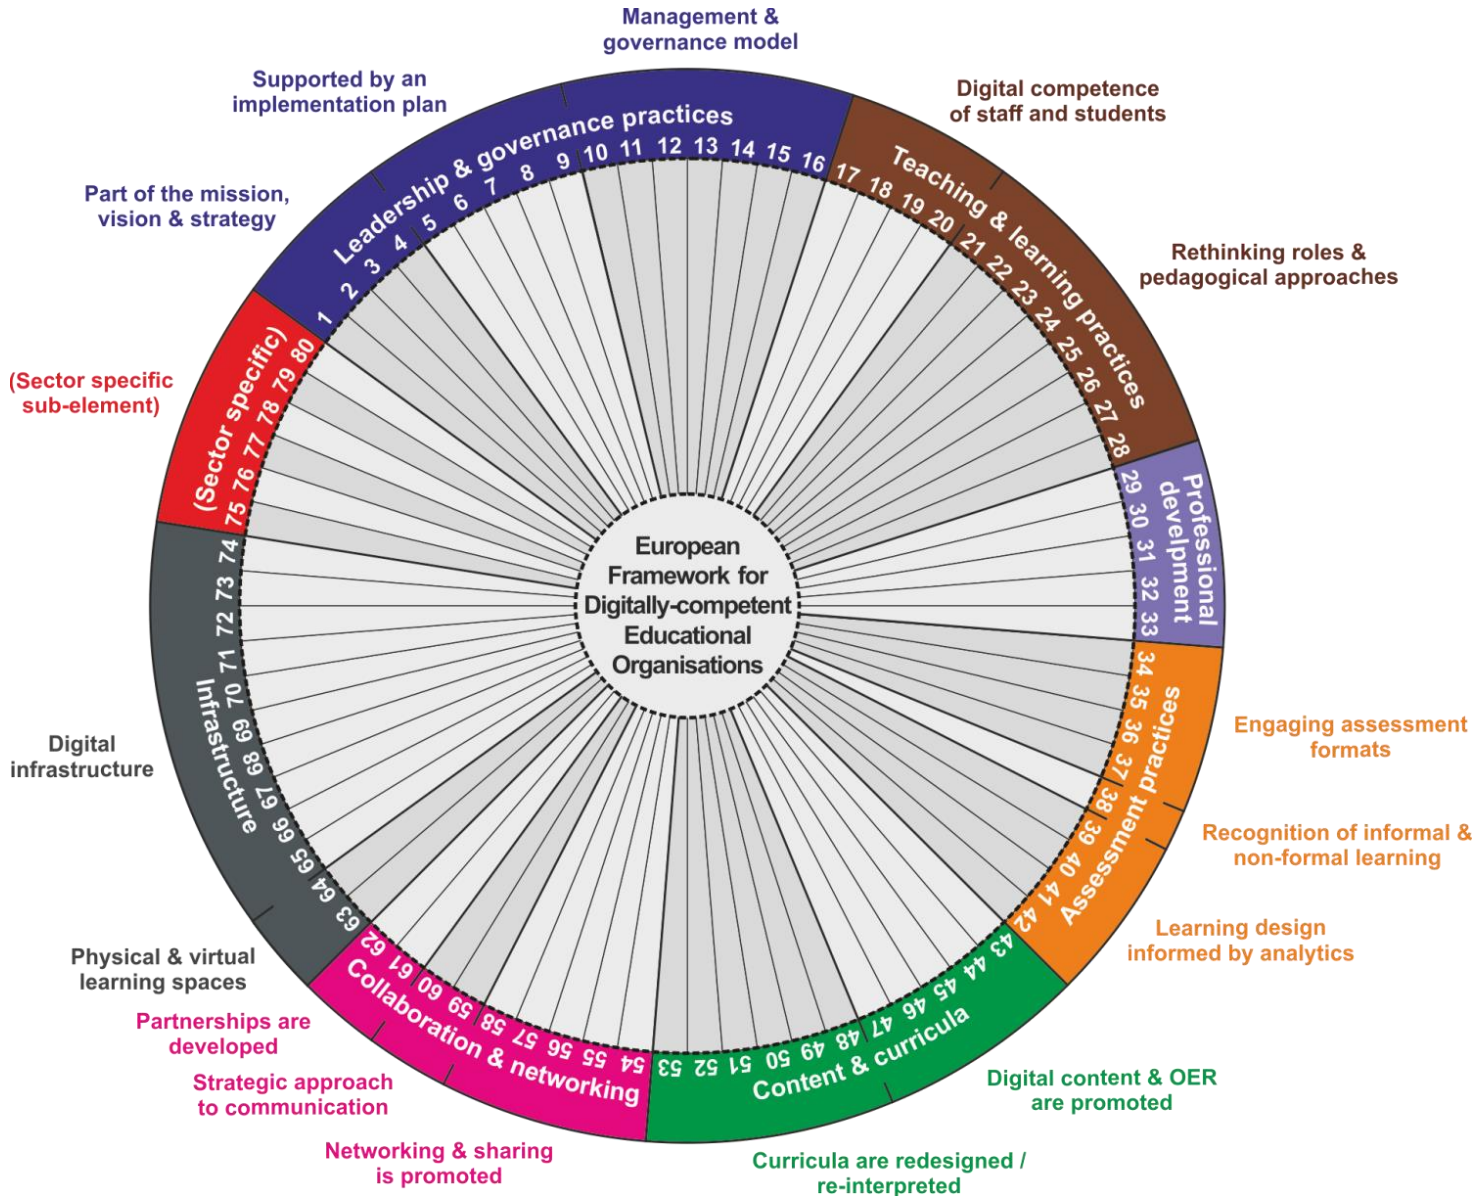 Management &
governance model
Supported by an
implementation plan
Part of the mission,
vision & strategy
(Sector specific
sub-element)
Digital
infrastructure
Physical & virtual
learning spaces
Partnerships are
developed
Strategic approach
to communication
Networking & sharing
is promoted
Curricula are redesigned /
re-interpreted
Digital content & OER
are promoted
Learning design
informed by analytics
Recognition of informal &
non-formal learning
Engaging assessment
formats
Rethinking roles &
pedagogical approaches
Digital competence
of staff and students
Leadership & governance practices
1 2 3 4 5 6 7 8 9 10 11 12 13 14 15 16
Teaching & learning practices
17 18 19 20 21 22 23 24 25 26 27 28
Professional
develpment
29 30 31 32 33
Assessment practices
34 35 36 37 38 39 40 41 42
Content & curricula
43 44 45 46 47 48 49 50 51 52 53
Collaboration & networking
54 55 56 57 58 59 60 61 62
Infrastructure
63 64 65 66 67 68 69 70 71 72 73 74
(Sector specific)
75 76 77 78 79 80
European
Framework for
Digitally-competent
Educational
Organisations